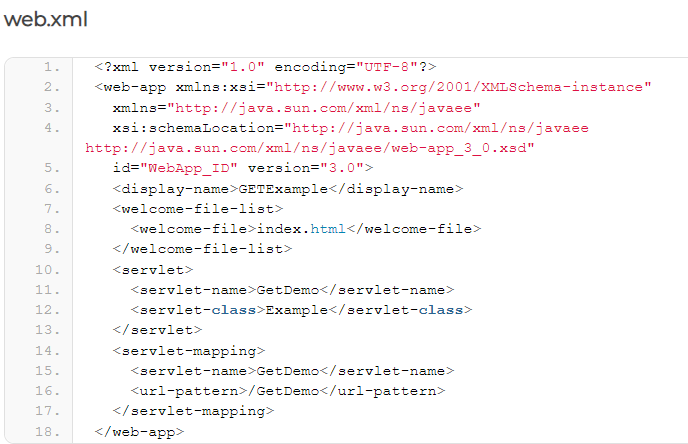 web.xml
1. <?xml version="1.0" encoding="UTF-8"?>
2. <web-app xmlns:xsi="http://www.w3.org/2001/XMLSchema-instance"
3. xmlns="http://java.sun.com/xml/ns/javaee"
4. xsi:schemaLocation="http://java.sun.com/xml/ns/javaee
http://java.sun.com/xml/ns/javaee/web-app_3_0.xsd"
5. id="WebApp_ID" version="3.0">
6. <display-name>GETExample</display-name>
7. <welcome-file-list>
8. <welcome-file>index.html</welcome-file>
9. </welcome-file-list>
10. <servlet>
11. <servlet-name>GetDemo</servlet-name>
12. <servlet-class>Example</servlet-class>
13. </servlet>
14. <servlet-mapping>
15. <servlet-name>GetDemo</servlet-name>
16. <url-pattern>/GetDemo</url-pattern>
17. </servlet-mapping>
18. </web-app>